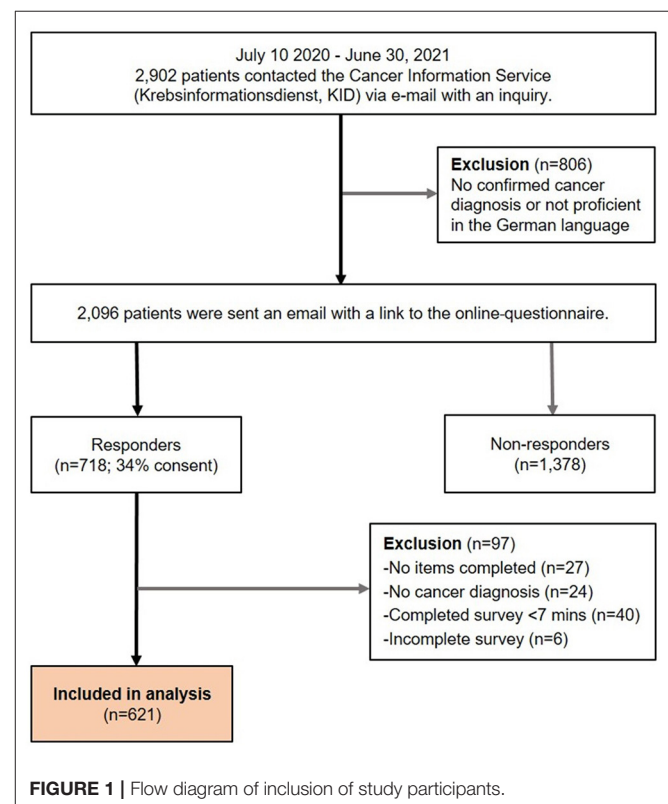 July 10 2020 - June 30, 2021
2,902 patients contacted the Cancer Information Service
(Krebsinformationsdienst, KID) via e-mail with an inquiry.
Exclusion (n=806)
No confirmed cancer
diagnosis or not proficient
in the German language
2,096 patients were sent an email with a link to the online-questionnaire.
Responders
(n=718; 34% consent)
Non-responders
(n=1,378)
Exclusion (n=97)
-No items completed (n=27)
-No cancer diagnosis (n=24)
-Completed survey <7 mins (n=40)
-Incomplete survey (n=6)
Included in analysis
(n=621)
FIGURE 1 | Flow diagram of inclusion of study participants.